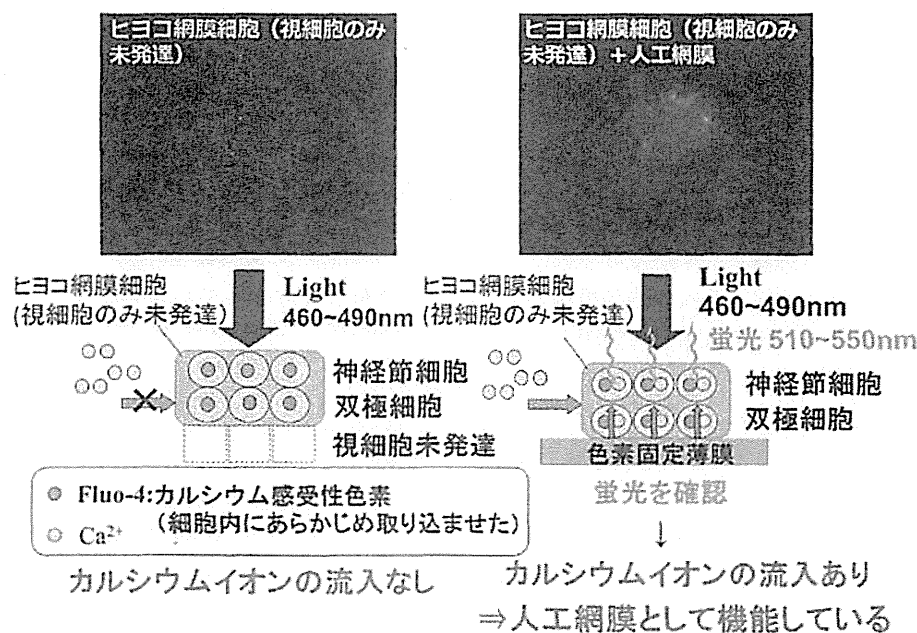 ヒヨコ網膜細胞（視細胞のみ
未発達）
ヒヨコ網膜細胞（視細胞のみ
未発達）＋人工網膜
ヒヨコ網膜細胞
(視細胞のみ未発達)
Light
460~490nm
神経節細胞
双極細胞
視細胞未発達
ヒヨコ網膜細胞
(視細胞のみ未発達)
Light
460~490nm
蛍光 510~550nm
神経節細胞
双極細胞
色素固定薄膜
蛍光を確認
↓
Fluo-4:カルシウム感受性色素
(細胞内にあらかじめ取り込ませた)
Ca²⁺
カルシウムイオンの流入なし
カルシウムイオンの流入あり
⇒人工網膜として機能している